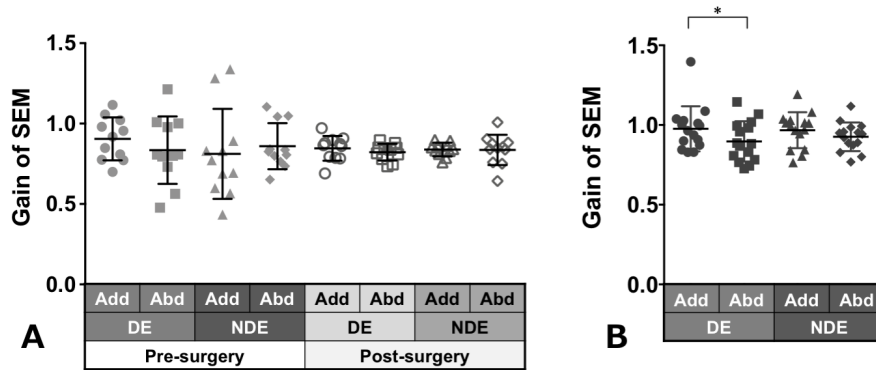 Gain of SEM
1.5
1.0
0.5
0.0
Add Abd Add Abd Add Abd Add Abd
DE NDE DE NDE
Pre-surgery Post-surgery
A
*
Gain of SEM
1.5
1.0
0.5
0.0
Add Abd Add Abd
DE NDE
B